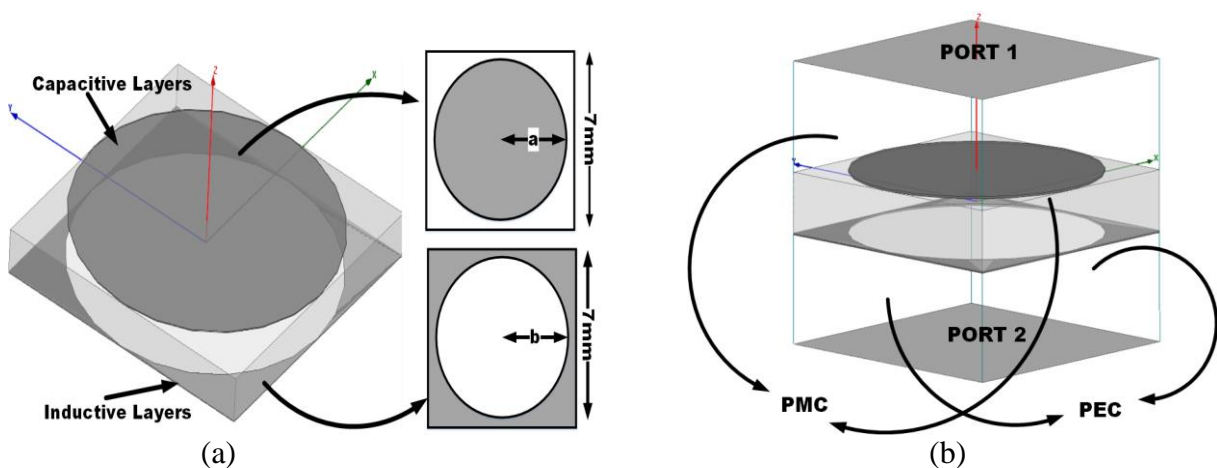 Capacitive Layers
Z
X
Y
a
7mm
b
7mm
Inductive Layers
(a)
Z
PORT 1
X
Y
PORT 2
PMC
PEC
(b)